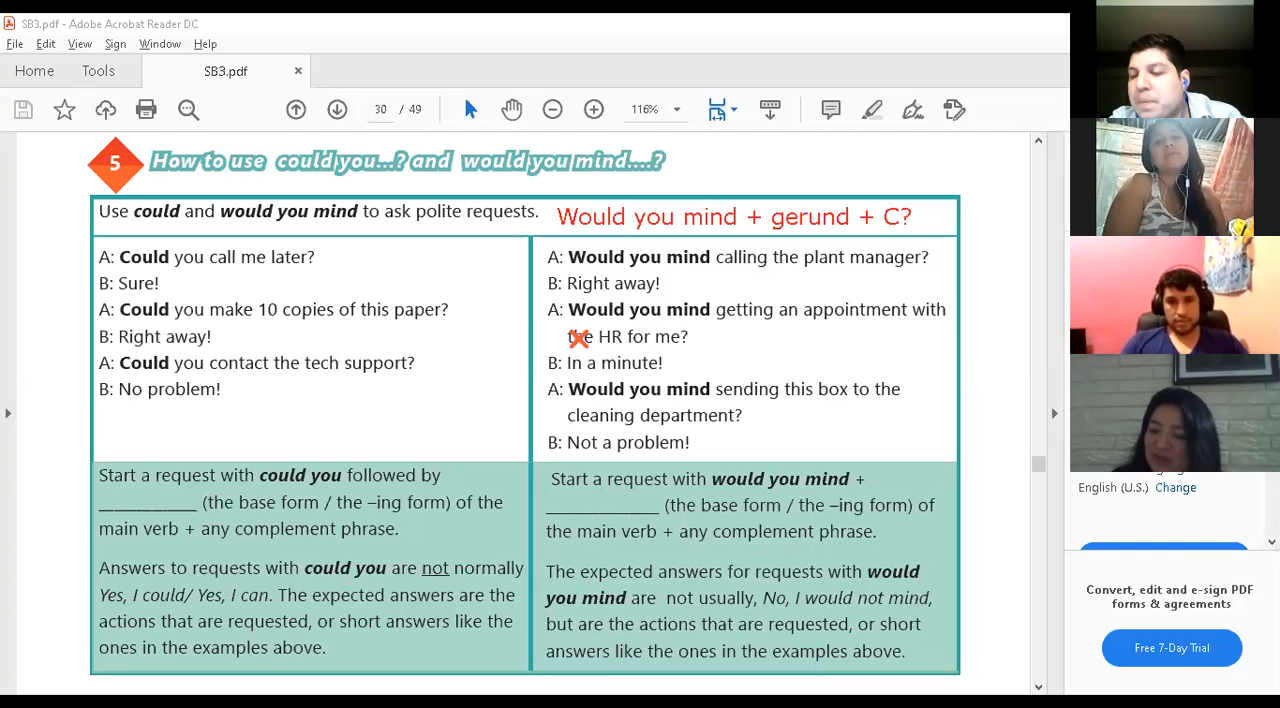 SB3.pdf - Adobe Acrobat Reader DC
File Edit View Sign Window Help
Home Tools SB3.pdf ×
30 / 49 116%
5 How to use could you...? and would you mind....?
Use could and would you mind to ask polite requests. Would you mind + gerund + C?
A: Could you call me later?
B: Sure!
A: Could you make 10 copies of this paper?
B: Right away!
A: Could you contact the tech support?
B: No problem!
A: Would you mind calling the plant manager?
B: Right away!
A: Would you mind getting an appointment with
the HR for me?
B: In a minute!
A: Would you mind sending this box to the
cleaning department?
B: Not a problem!
Start a request with could you followed by
____________ (the base form / the –ing form) of the
main verb + any complement phrase.
Answers to requests with could you are not normally
Yes, I could/ Yes, I can. The expected answers are the
actions that are requested, or short answers like the
ones in the examples above.
Start a request with would you mind +
______________ (the base form / the –ing form) of
the main verb + any complement phrase.
The expected answers for requests with would
you mind are not usually, No, I would not mind,
but are the actions that are requested, or short
answers like the ones in the examples above.
English (U.S.) Change
Convert, edit and e-sign PDF
forms & agreements
Free 7-Day Trial